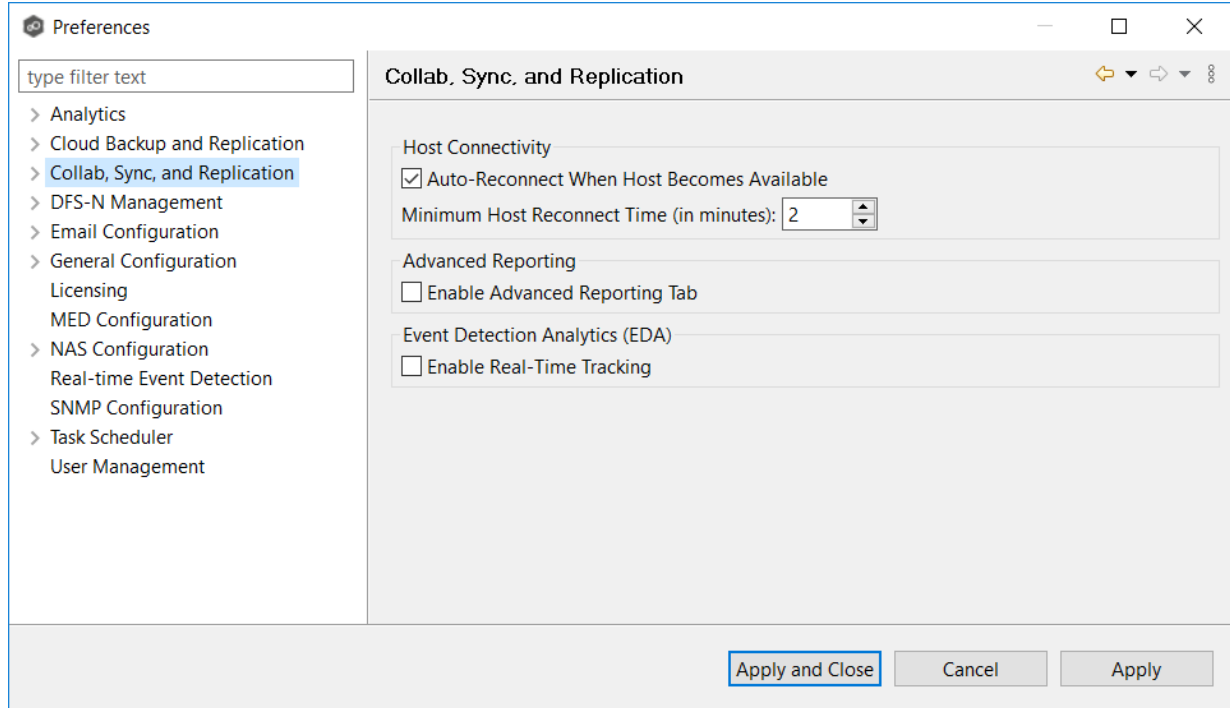 Preferences
type filter text
Analytics
Cloud Backup and Replication
Collab, Sync, and Replication
DFS-N Management
Email Configuration
General Configuration
Licensing
MED Configuration
NAS Configuration
Real-time Event Detection
SNMP Configuration
Task Scheduler
User Management
Collab, Sync, and Replication
Host Connectivity
Auto-Reconnect When Host Becomes Available
Minimum Host Reconnect Time (in minutes): 2
Advanced Reporting
Enable Advanced Reporting Tab
Event Detection Analytics (EDA)
Enable Real-Time Tracking
Apply and Close Cancel Apply